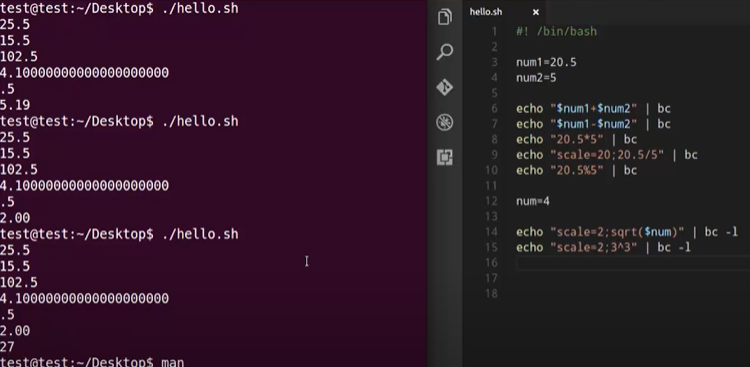 test@test:~/Desktop$ ./hello.sh
25.5
15.5
102.5
4.10000000000000000000
.5
5.19
test@test:~/Desktop$ ./hello.sh
25.5
15.5
102.5
4.10000000000000000000
.5
2.00
test@test:~/Desktop$ ./hello.sh
25.5
15.5
102.5
4.10000000000000000000
.5
2.00
27
test@test:~/Desktop$ man
hello.sh ×
1 #! /bin/bash
2
3 num1=20.5
4 num2=5
5
6 echo "$num1+$num2" | bc
7 echo "$num1-$num2" | bc
8 echo "20.5*5" | bc
9 echo "scale=20;20.5/5" | bc
10 echo "20.5%5" | bc
11
12 num=4
13
14 echo "scale=2;sqrt($num)" | bc -l
15 echo "scale=2;3^3" | bc -l
16
17
18